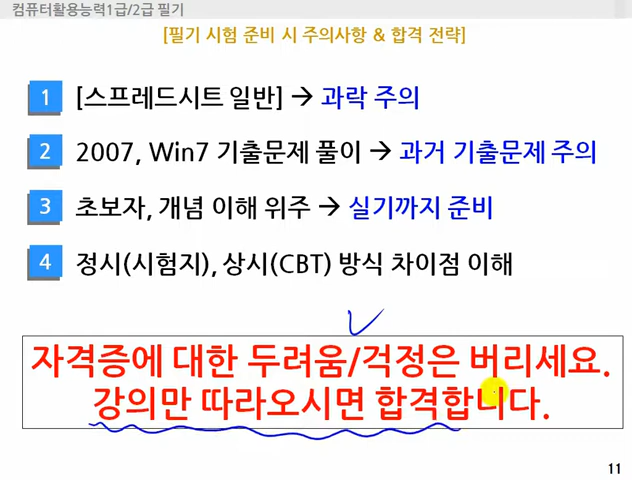 컴퓨터활용능력1급/2급 필기
[필기 시험 준비 시 주의사항 & 합격 전략]
1 [스프레드시트 일반] → 과락 주의
2 2007, Win7 기출문제 풀이 → 과거 기출문제 주의
3 초보자, 개념 이해 위주 → 실기까지 준비
4 정시(시험지), 상시(CBT) 방식 차이점 이해
자격증에 대한 두려움/걱정은 버리세요.
강의만 따라오시면 합격합니다.
11